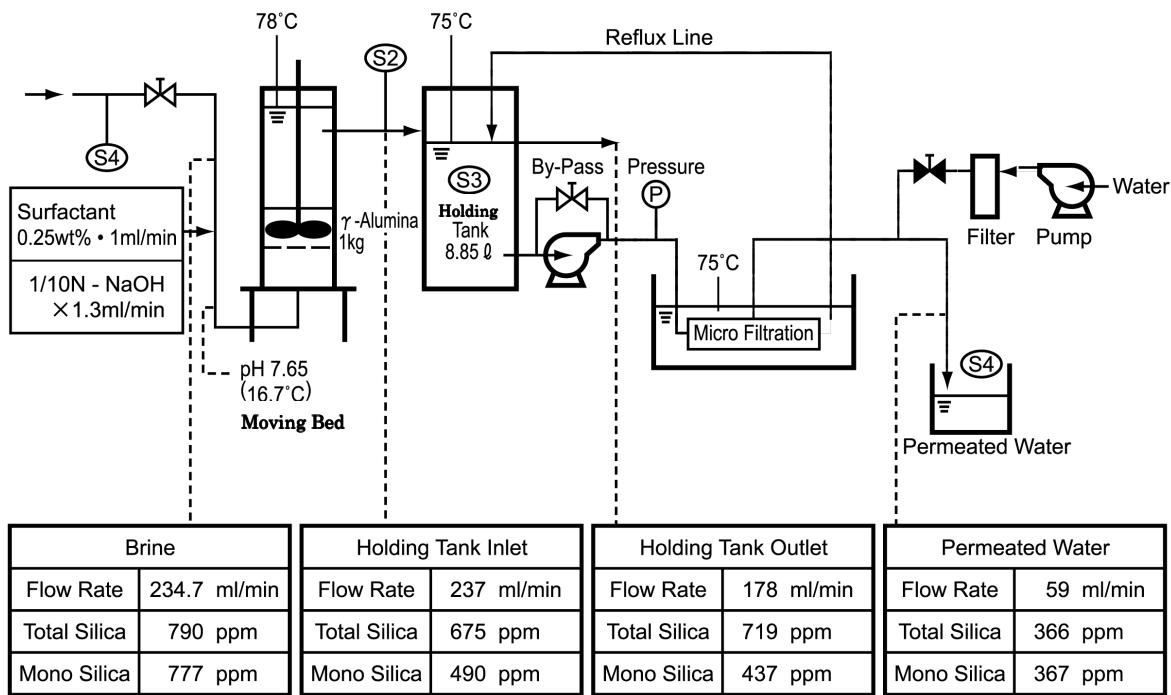 78°C
75°C
Reflux Line
S2
S4
S3
By-Pass
Pressure
P
Water
Surfactant
0.25wt% • 1ml/min
1/10N - NaOH
×1.3ml/min
γ-Alumina
1kg
Holding
Tank
8.85 ℓ
Filter
Pump
75°C
Micro Filtration
pH 7.65
(16.7°C)
Moving Bed
S4
Permeated Water
Brine
Flow Rate 234.7 ml/min
Total Silica 790 ppm
Mono Silica 777 ppm
Holding Tank Inlet
Flow Rate 237 ml/min
Total Silica 675 ppm
Mono Silica 490 ppm
Holding Tank Outlet
Flow Rate 178 ml/min
Total Silica 719 ppm
Mono Silica 437 ppm
Permeated Water
Flow Rate 59 ml/min
Total Silica 366 ppm
Mono Silica 367 ppm